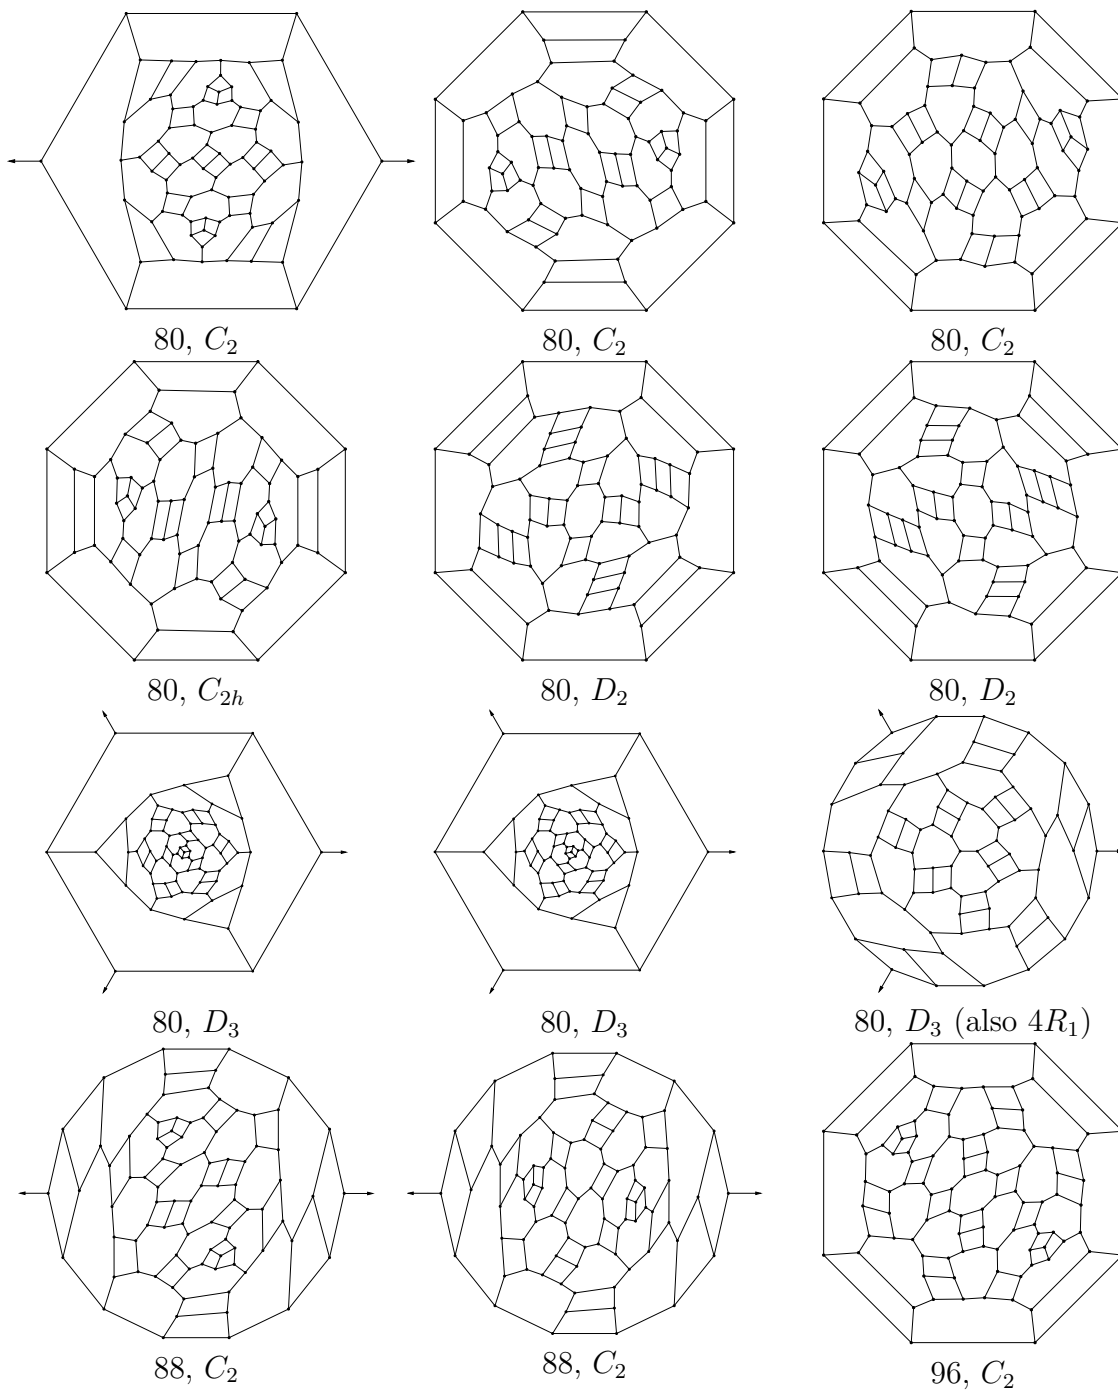 80, C₂ 80, C₂ 80, C₂
80, C₂ₕ 80, D₂ 80, D₂
80, D₃ 80, D₃ 80, D₃ (also 4R₁)
88, C₂ 88, C₂ 96, C₂